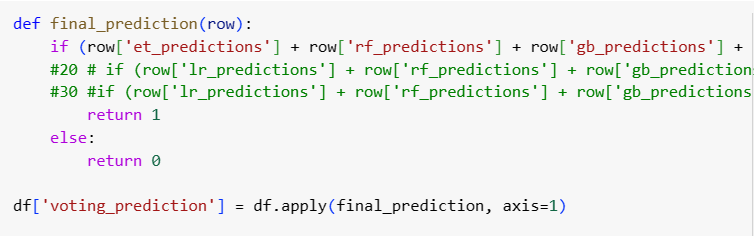 def final_prediction(row):
    if (row['et_predictions'] + row['rf_predictions'] + row['gb_predictions'] +
    #20 # if (row['lr_predictions'] + row['rf_predictions'] + row['gb_prediction
    #30 #if (row['lr_predictions'] + row['rf_predictions'] + row['gb_predictions
        return 1
    else:
        return 0
df['voting_prediction'] = df.apply(final_prediction, axis=1)